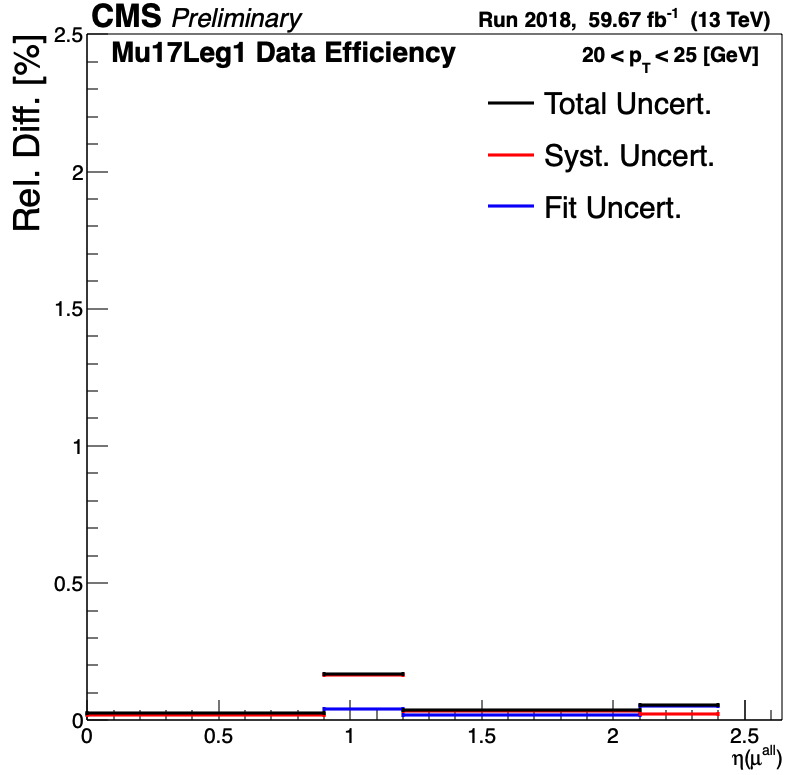 CMS Preliminary Run 2018, 59.67 fb⁻¹ (13 TeV)
Mu17Leg1 Data Efficiency 20 < p_T < 25 [GeV]
Rel. Diff. [%]
Total Uncert.
Syst. Uncert.
Fit Uncert.
2.5
2
1.5
1
0.5
0
0 0.5 1 1.5 2 2.5
η(μ^all)